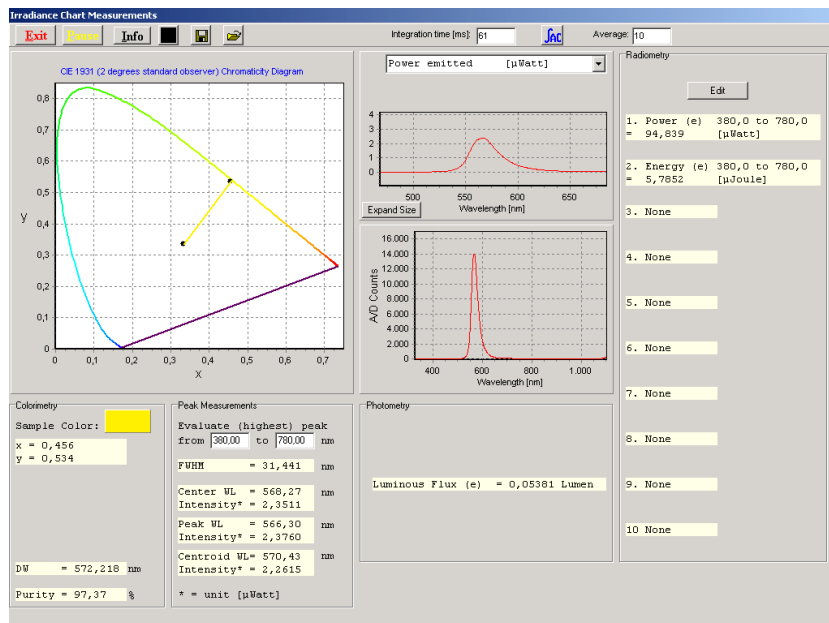 Irradiance Chart Measurements
Exit Pause Info Integration time [ms]: 61 SAC Average: 10
CIE 1931 (2 degrees standard observer) Chromaticity Diagram
0,8
0,7
0,6
0,5
0,4
0,3
0,2
0,1
0
y
0 0,1 0,2 0,3 0,4 0,5 0,6 0,7
X
Power emitted [µWatt]
4
3
2
1
0
500 550 600 650
Expand Size Wavelength [nm]
16.000
14.000
12.000
10.000
8.000
6.000
4.000
2.000
0
A/D Counts
400 600 800 1.000
Wavelength [nm]
Radiometry
Edit
1. Power (e) 380,0 to 780,0
= 94,839 [µWatt]
2. Energy (e) 380,0 to 780,0
= 5,7852 [µJoule]
3. None
4. None
5. None
6. None
7. None
8. None
9. None
10 None
Colorimetry
Sample Color:
x = 0,456
y = 0,534
DW = 572,218 nm
Purity = 97,37 %
Peak Measurements
Evaluate (highest) peak
from 380,00 to 780,00 nm
FWHM = 31,441 nm
Center WL = 568,27 nm
Intensity* = 2,3511
Peak WL = 566,30 nm
Intensity* = 2,3760
Centroid WL= 570,43 nm
Intensity* = 2,2615
* = unit [µWatt]
Photometry
Luminous Flux (e) = 0,05381 Lumen